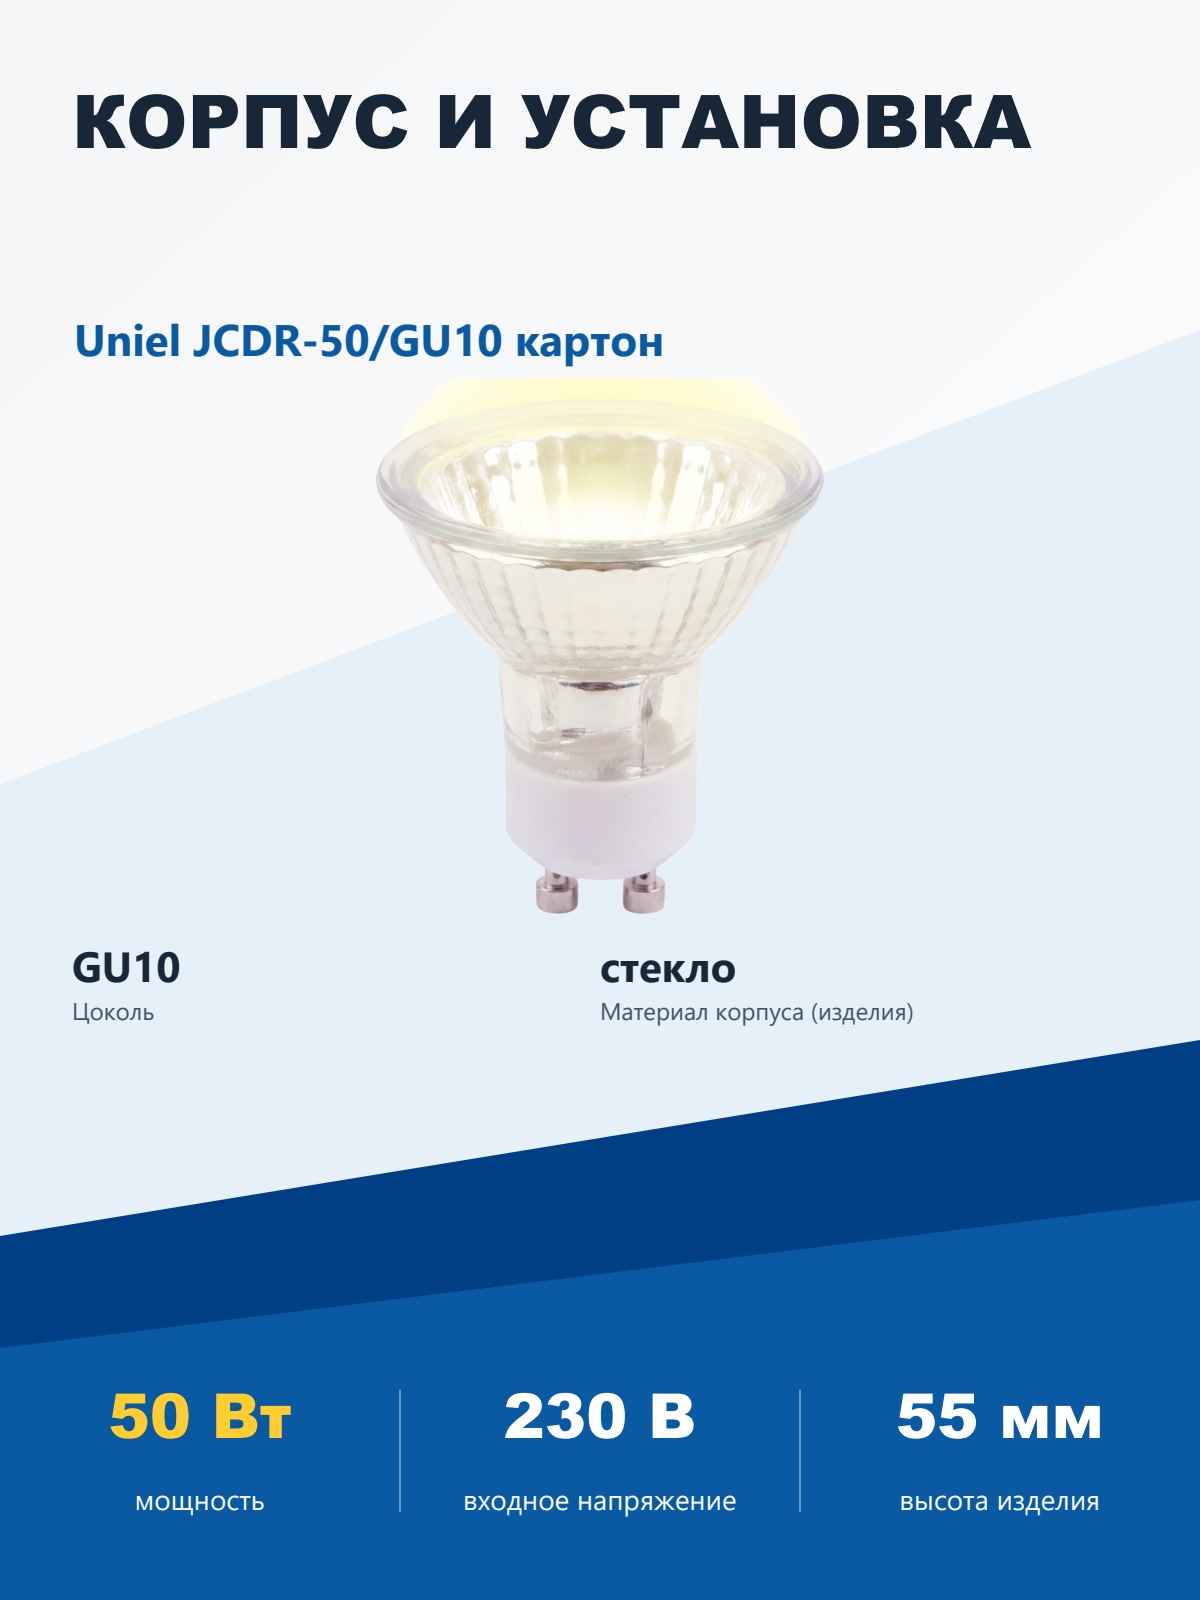 КОРПУС И УСТАНОВКА
Uniel JCDR-50/GU10 картон
GU10
Цоколь
стекло
Материал корпуса (изделия)
50 Вт
мощность
230 В
входное напряжение
55 мм
высота изделия